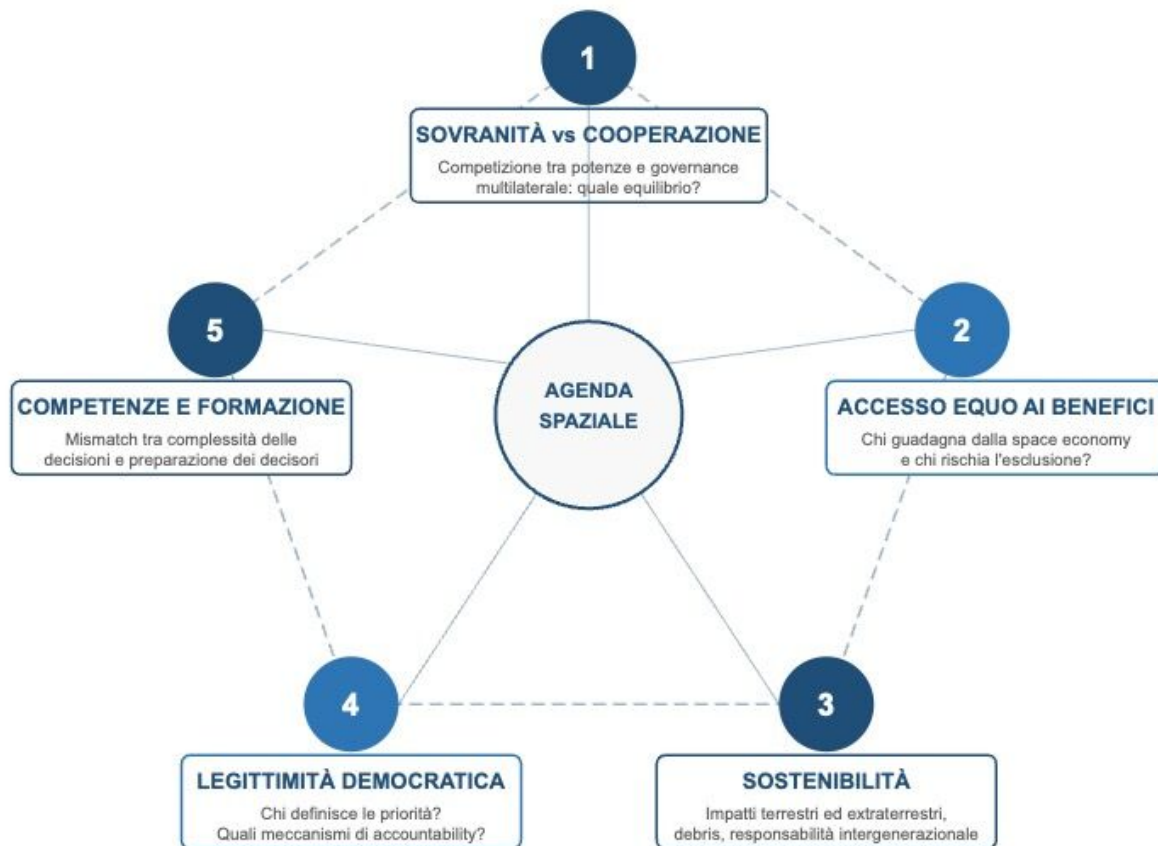 1
SOVRANITÀ vs COOPERAZIONE
Competizione tra potenze e governance
multilaterale: quale equilibrio?
5
2
COMPETENZE E FORMAZIONE
Mismatch tra complessità delle
decisioni e preparazione dei decisori
AGENDA
SPAZIALE
ACCESSO EQUO AI BENEFICI
Chi guadagna dalla space economy
e chi rischia l'esclusione?
4
3
LEGITTIMITÀ DEMOCRATICA
Chi definisce le priorità?
Quali meccanismi di accountability?
SOSTENIBILITÀ
Impatti terrestri ed extraterrestri,
debris, responsabilità intergenerazionale